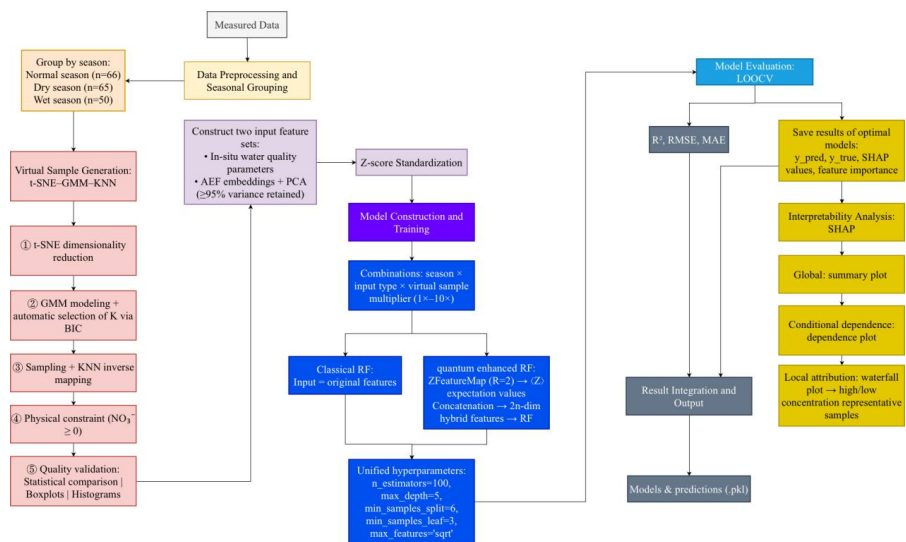 Measured Data
Data Preprocessing and
Seasonal Grouping
Group by season:
Normal season (n=66)
Dry season (n=65)
Wet season (n=50)
Virtual Sample Generation:
t-SNE–GMM–KNN
① t-SNE dimensionality
reduction
② GMM modeling +
automatic selection of K via
BIC
③ Sampling + KNN inverse
mapping
④ Physical constraint (NO₃⁻
≥ 0)
⑤ Quality validation:
Statistical comparison |
Boxplots | Histograms
Construct two input feature
sets:
• In-situ water quality
parameters
• AEF embeddings + PCA
(≥95% variance retained)
Z-score Standardization
Model Construction and
Training
Combinations: season ×
input type × virtual sample
multiplier (1×–10×)
Classical RF:
Input = original features
quantum enhanced RF:
ZFeatureMap (R=2) → ⟨Z⟩
expectation values
Concatenation → 2n-dim
hybrid features → RF
Unified hyperparameters:
n_estimators=100,
max_depth=5,
min_samples_split=6,
min_samples_leaf=3,
max_features='sqrt'
Model Evaluation:
LOOCV
R², RMSE, MAE
Save results of optimal
models:
y_pred, y_true, SHAP
values, feature importance
Interpretability Analysis:
SHAP
Global: summary plot
Conditional dependence:
dependence plot
Local attribution: waterfall
plot → high/low
concentration representative
samples
Result Integration and
Output
Models & predictions (.pkl)